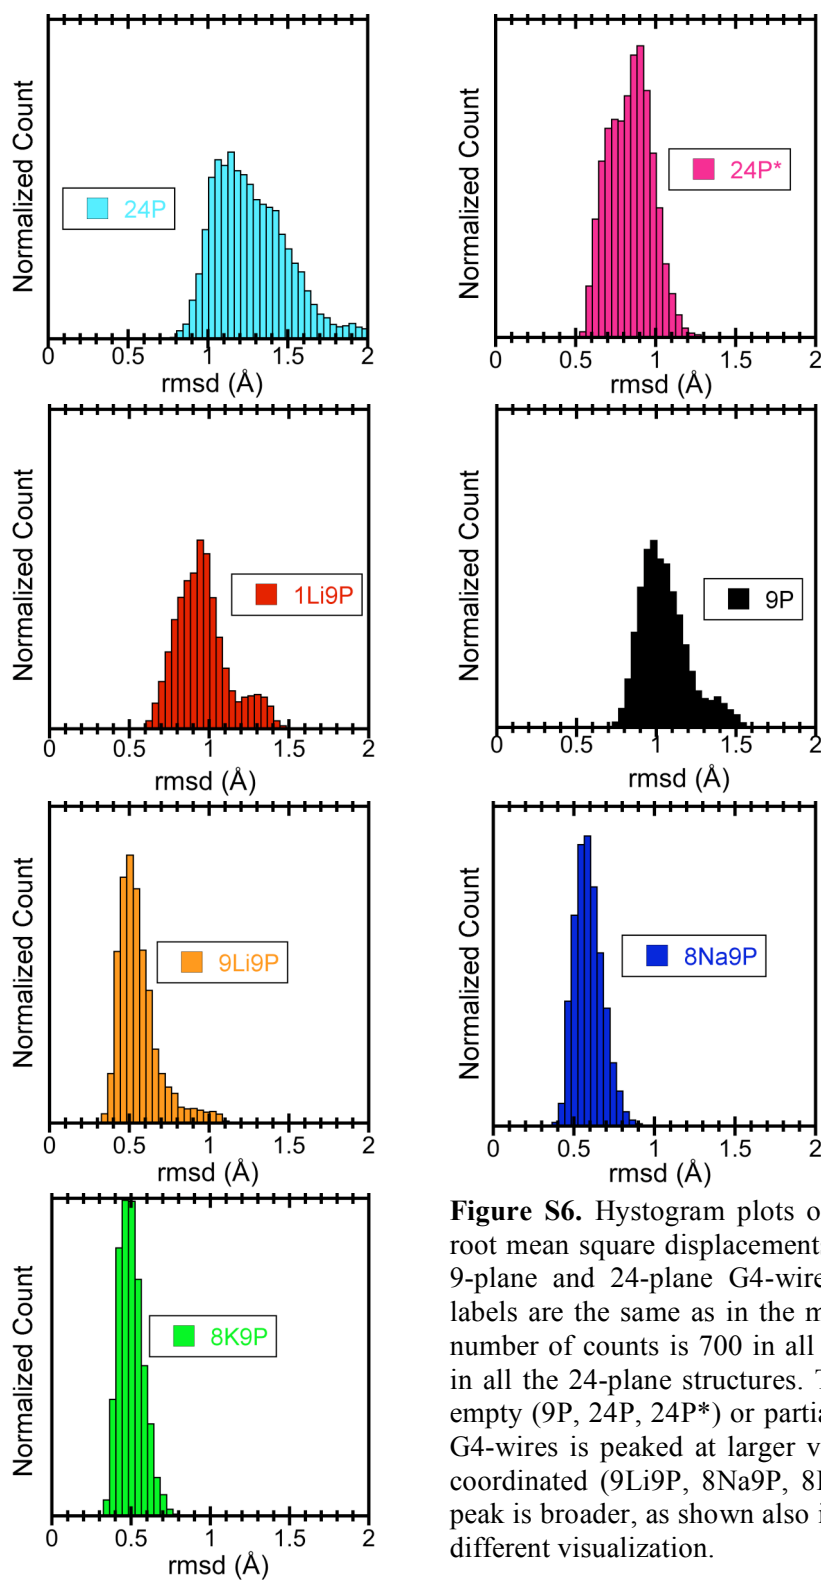 Normalized Count
24P
0 0.5 1 1.5 2
rmsd (Å)
Normalized Count
24P*
0 0.5 1 1.5 2
rmsd (Å)
Normalized Count
1Li9P
0 0.5 1 1.5 2
rmsd (Å)
Normalized Count
9P
0 0.5 1 1.5 2
rmsd (Å)
Normalized Count
9Li9P
0 0.5 1 1.5 2
rmsd (Å)
Normalized Count
8Na9P
0 0.5 1 1.5 2
rmsd (Å)
Normalized Count
8K9P
0 0.5 1 1.5 2
rmsd (Å)
Figure S6. Hystogram plots o
root mean square displacements
9-plane and 24-plane G4-wire
labels are the same as in the m
number of counts is 700 in all
in all the 24-plane structures. T
empty (9P, 24P, 24P*) or partia
G4-wires is peaked at larger v
coordinated (9Li9P, 8Na9P, 8
peak is broader, as shown also i
different visualization.